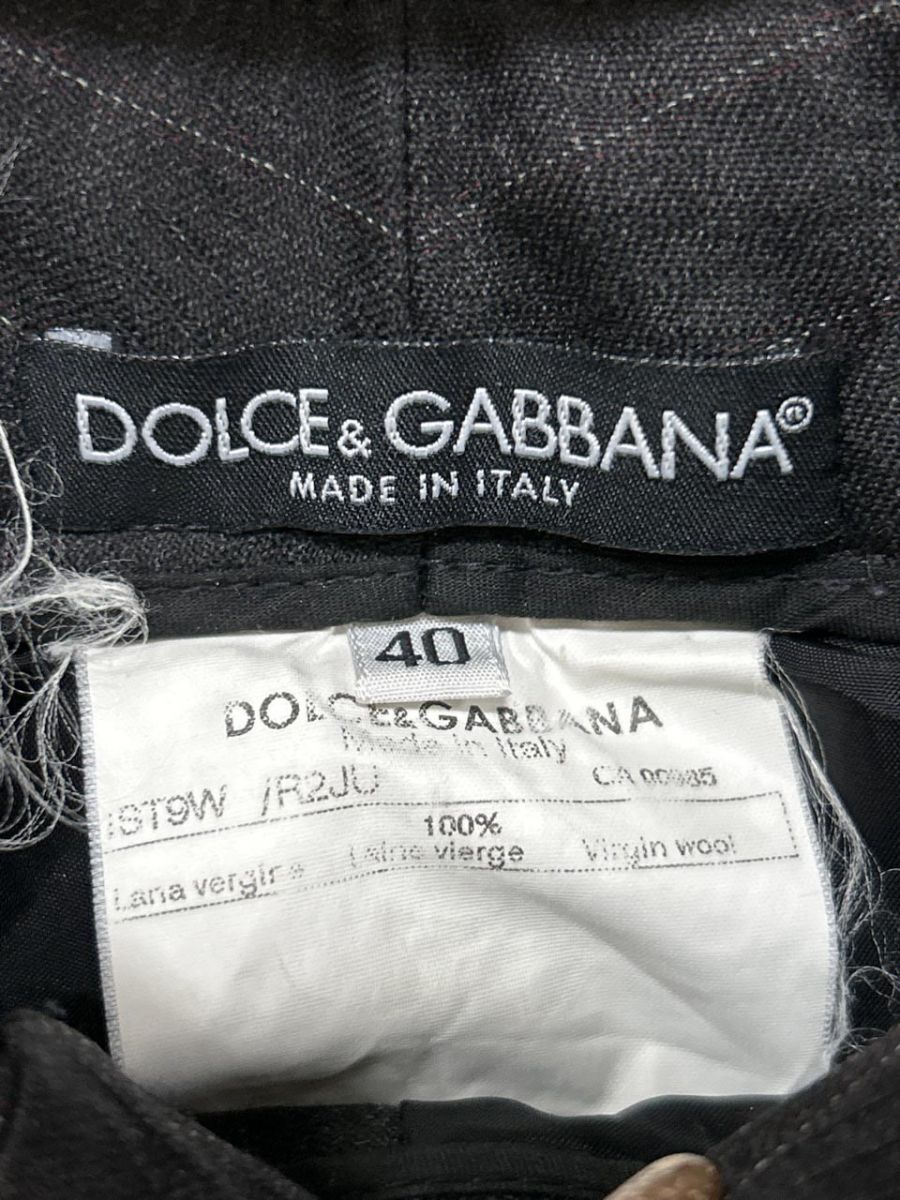 DOLCE&GABBANA®
MADE IN ITALY
40
DOLCE&GABBANA
Made in Italy
/R2JU
100%
Lana vergine Laine vierge Virgin wool